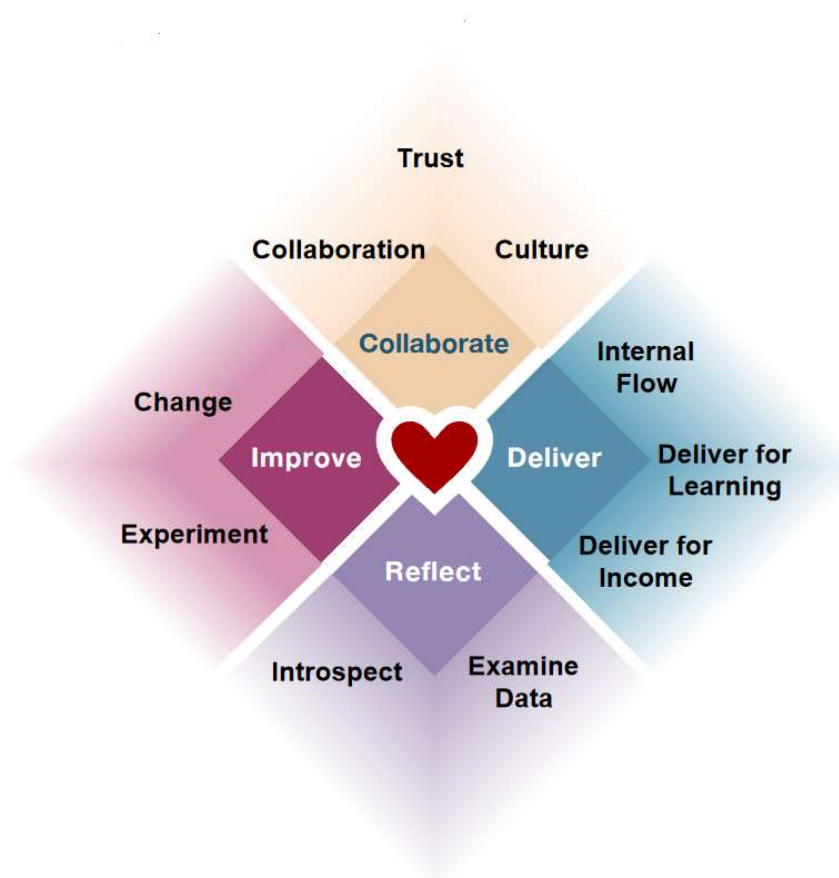 Trust
Collaboration
Culture
Collaborate
Internal
Flow
Change
Improve
Deliver
Deliver for
Learning
Experiment
Deliver for
Income
Reflect
Introspect
Examine
Data